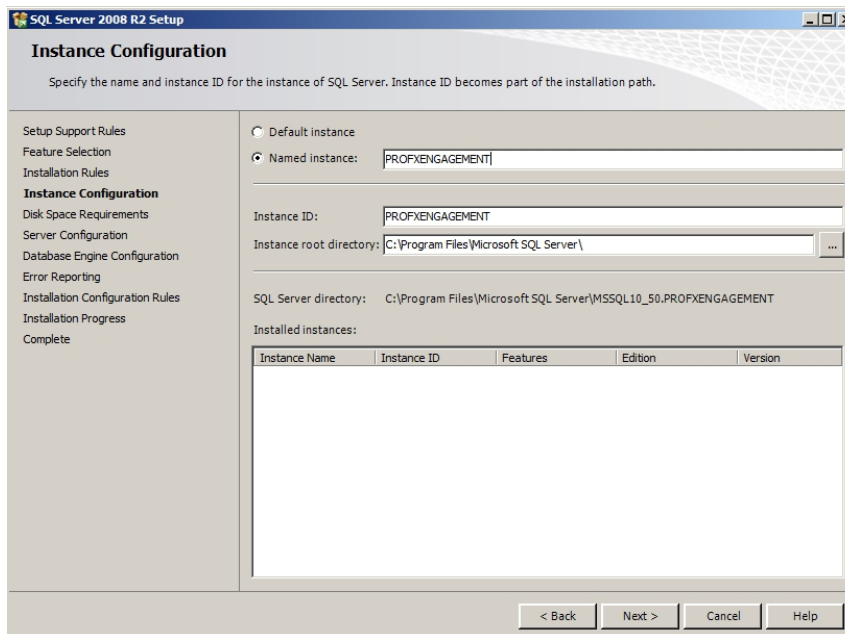 SQL Server 2008 R2 Setup
Instance Configuration
Specify the name and instance ID for the instance of SQL Server. Instance ID becomes part of the installation path.
Setup Support Rules
Feature Selection
Installation Rules
Instance Configuration
Disk Space Requirements
Server Configuration
Database Engine Configuration
Error Reporting
Installation Configuration Rules
Installation Progress
Complete
Default instance
Named instance: PROFXENGAGEMENT
Instance ID: PROFXENGAGEMENT
Instance root directory: C:\Program Files\Microsoft SQL Server\ ...
SQL Server directory: C:\Program Files\Microsoft SQL Server\MSSQL10_50.PROFXENGAGEMENT
Installed instances:
Instance Name Instance ID Features Edition Version
< Back Next > Cancel Help